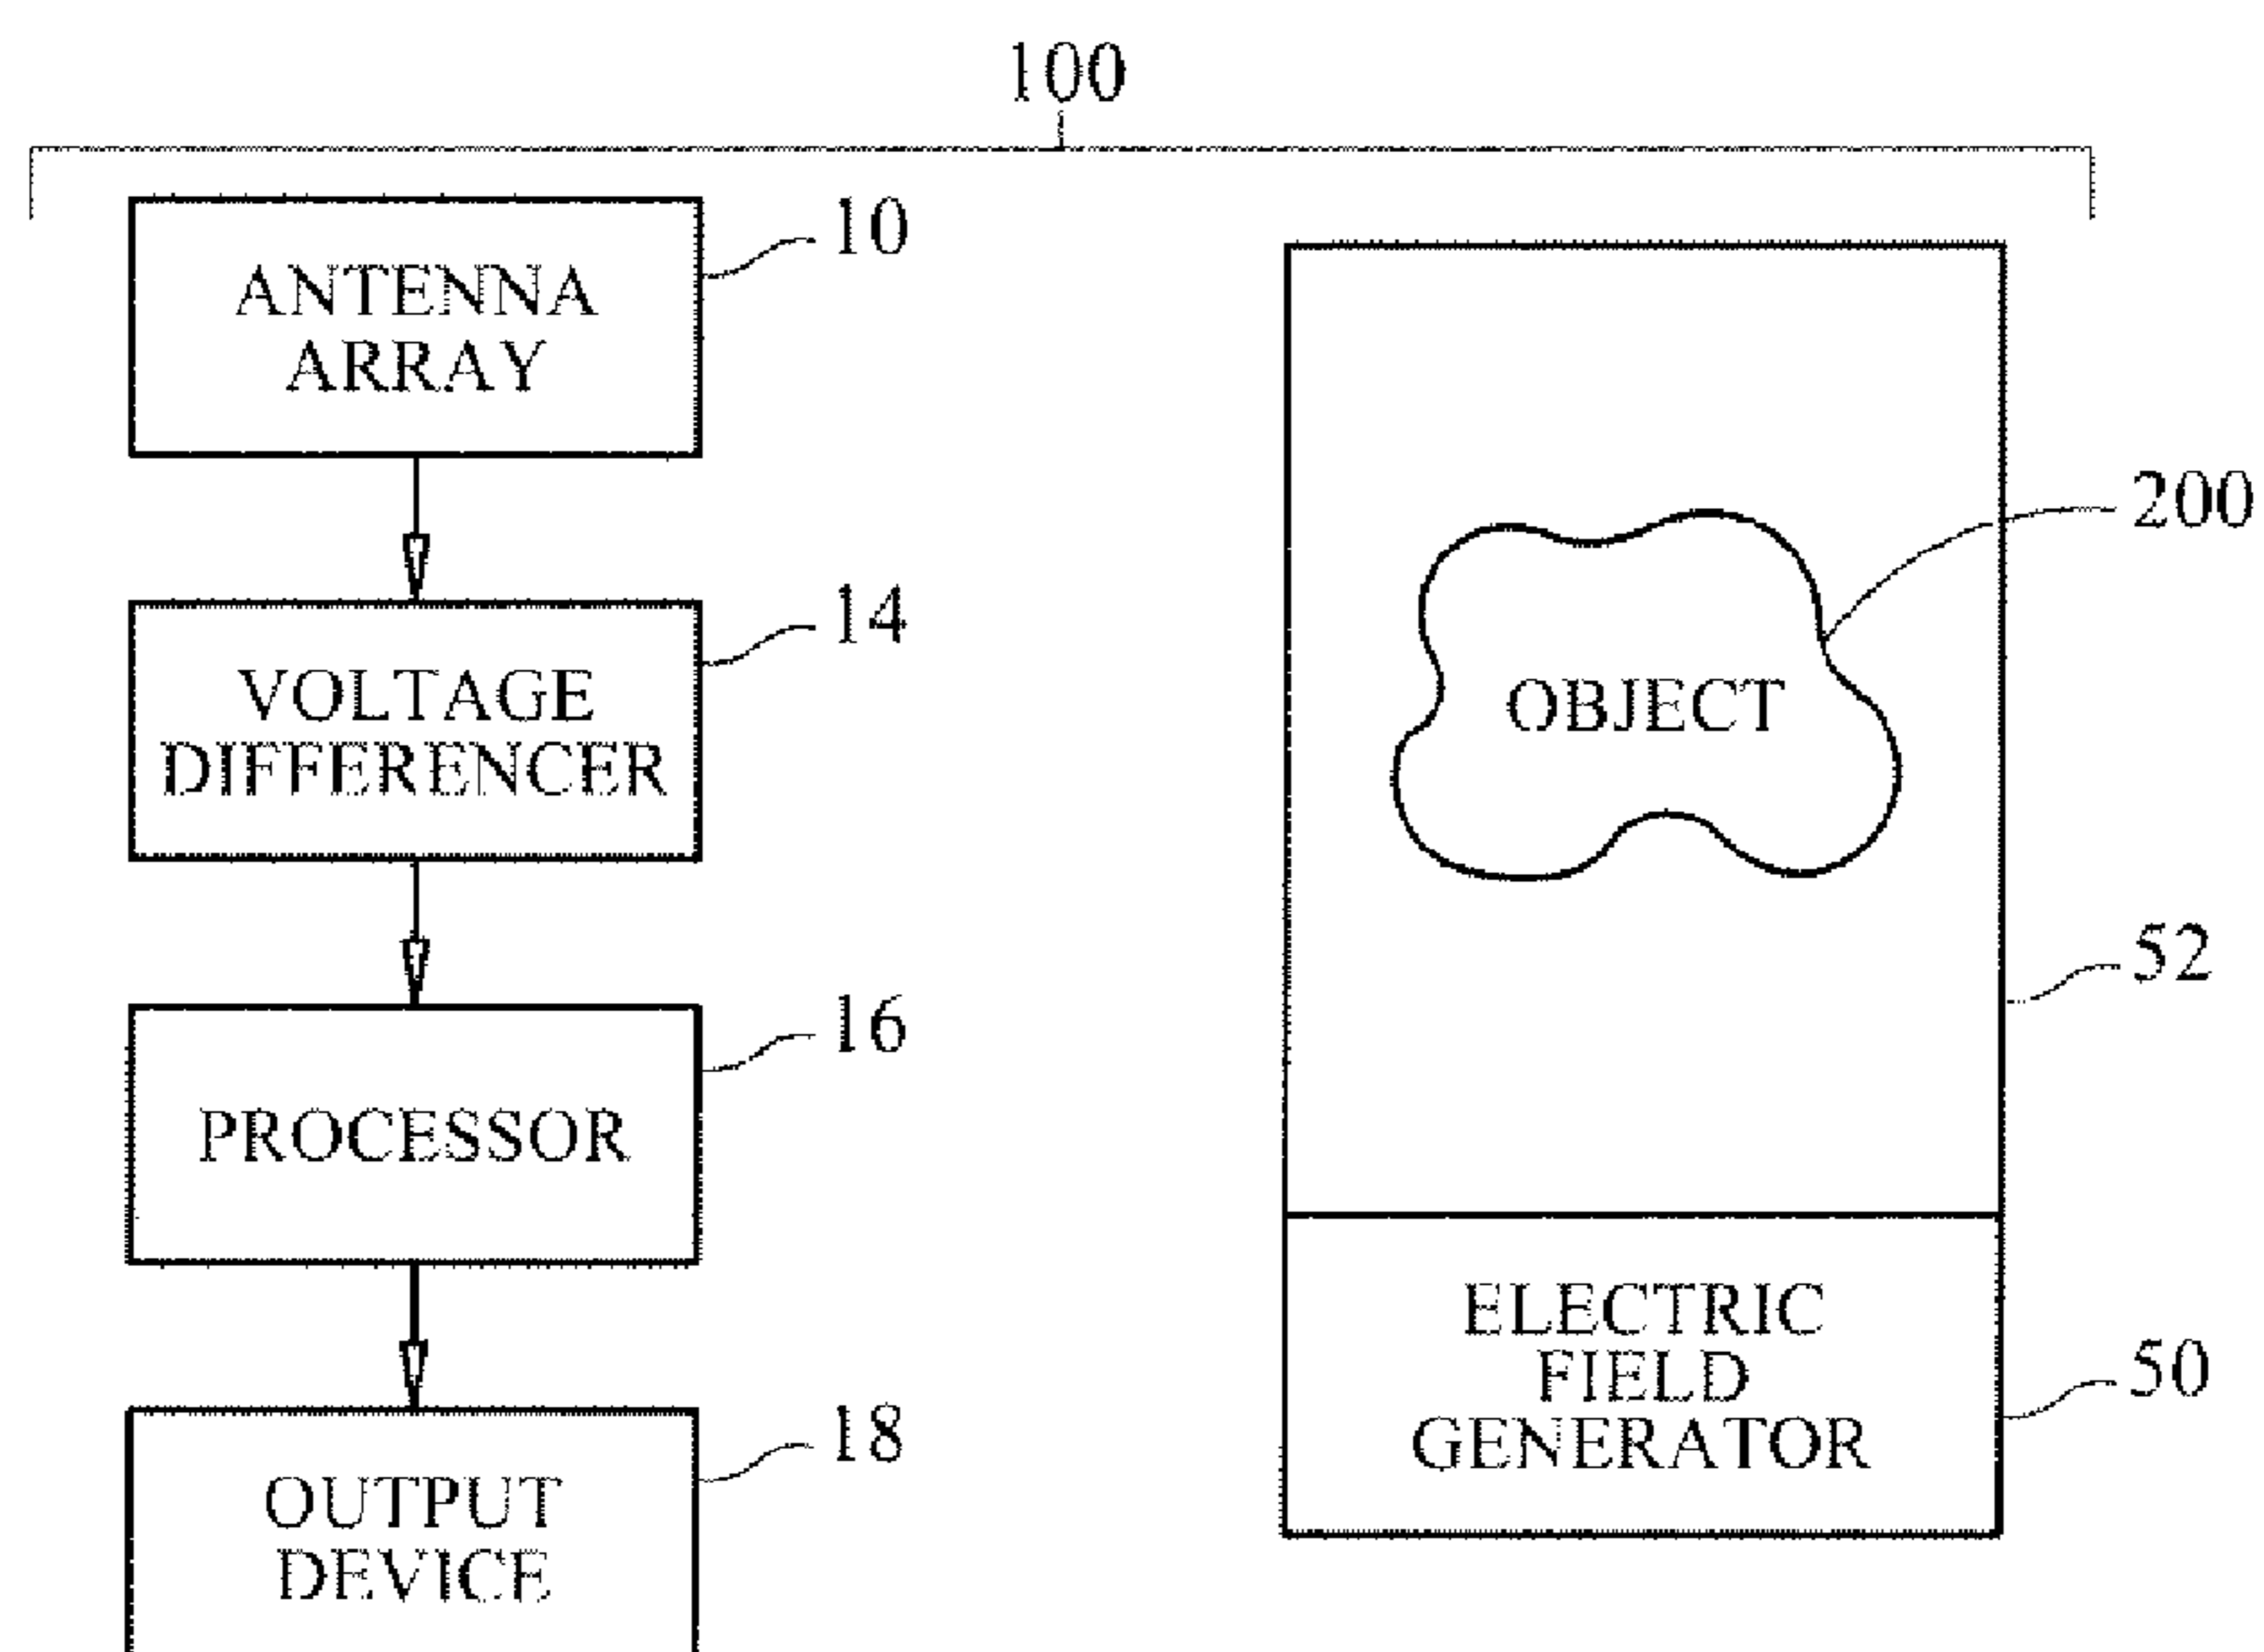 100
10
ANTENNA
ARRAY
14
VOLTAGE
DIFFERENCER
16
PROCESSOR
18
OUTPUT
DEVICE
200
OBJECT
52
ELECTRIC
FIELD
GENERATOR
50